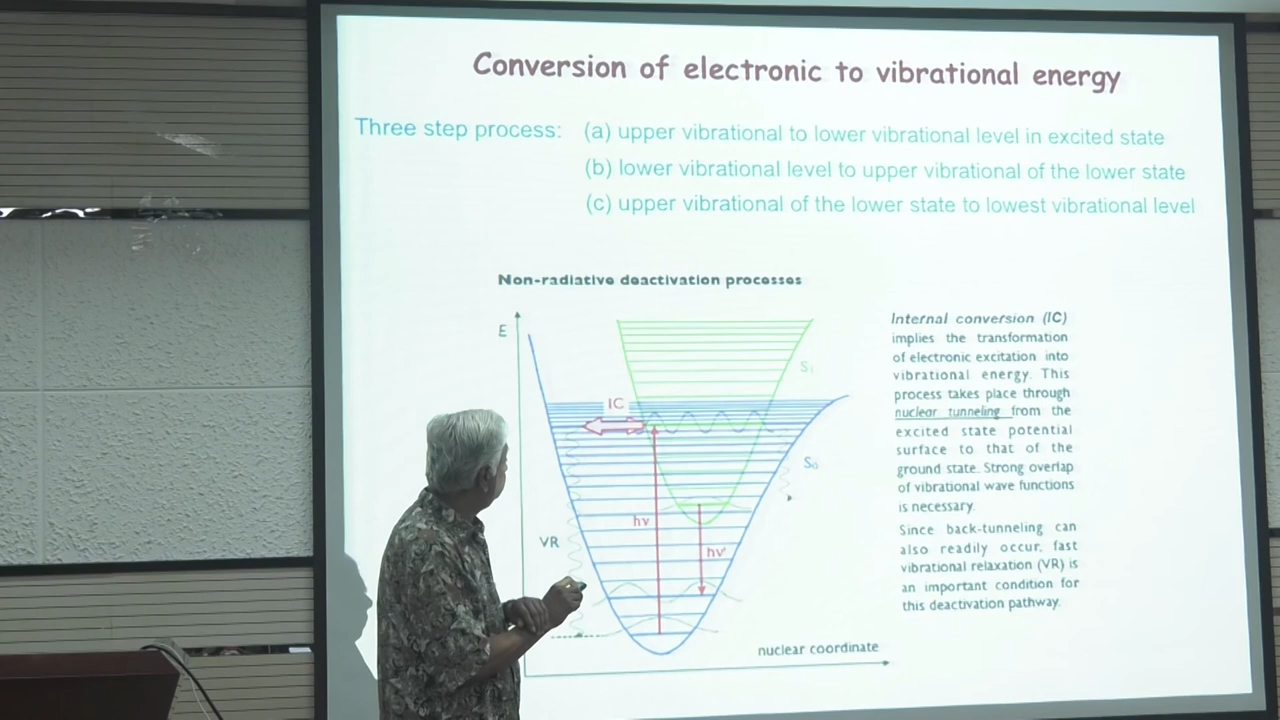 Conversion of electronic to vibrational energy
Three step process: (a) upper vibrational to lower vibrational level in excited state
(b) lower vibrational level to upper vibrational of the lower state
(c) upper vibrational of the lower state to lowest vibrational level
Non-radiative deactivation processes
E
S₁
IC
S₀
hν
VR
hν'
nuclear coordinate
Internal conversion (IC)
implies the transformation
of electronic excitation into
vibrational energy. This
process takes place through
nuclear tunneling from the
excited state potential
surface to that of the
ground state. Strong overlap
of vibrational wave functions
is necessary.
Since back-tunneling can
also readily occur, fast
vibrational relaxation (VR) is
an important condition for
this deactivation pathway.